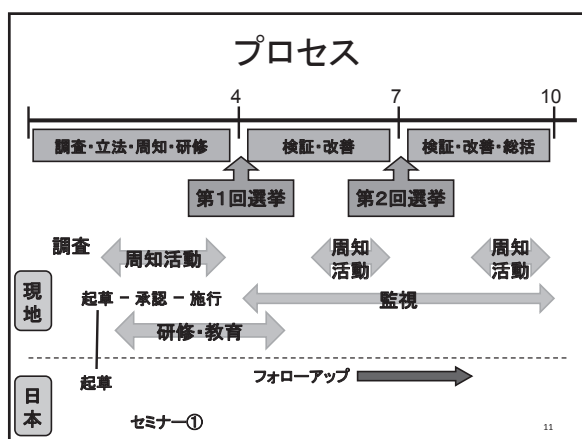 プロセス
4 7 10
調査・立法・周知・研修 検証・改善 検証・改善・総括
第1回選挙 第2回選挙
調査
周知活動
周知
活動
周知
活動
現地
起草－承認－施行
監視
研修・教育
日本
起草
フォローアップ
セミナー①
11